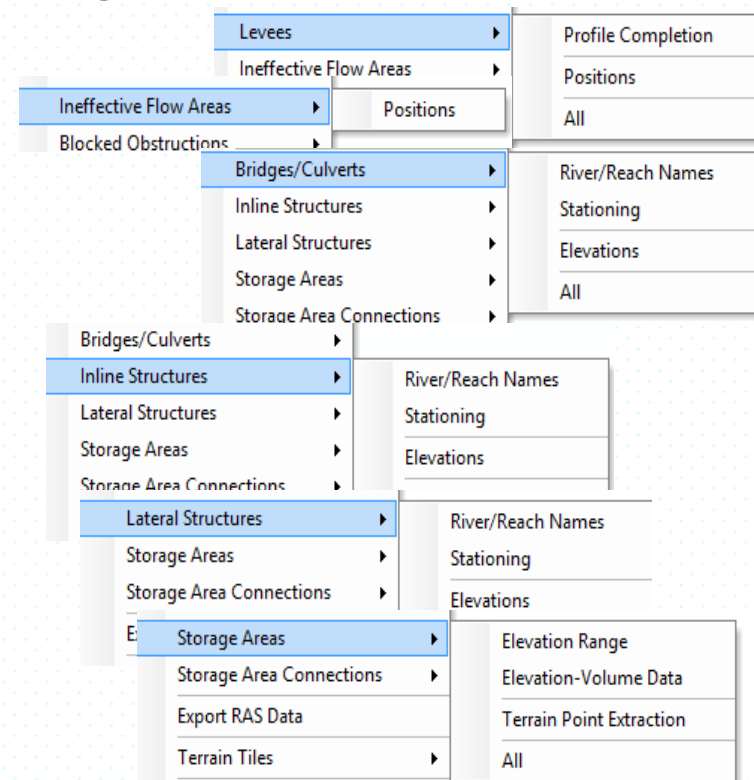 Levees
Profile Completion
Ineffective Flow Areas
Positions
All
Ineffective Flow Areas
Positions
Blocked Obstructions
Bridges/Culverts
River/Reach Names
Inline Structures
Stationing
Lateral Structures
Elevations
Storage Areas
All
Storage Area Connections
Bridges/Culverts
Inline Structures
River/Reach Names
Lateral Structures
Stationing
Storage Areas
Elevations
Storage Area Connections
Lateral Structures
River/Reach Names
Storage Areas
Stationing
Storage Area Connections
Elevations
Storage Areas
Elevation Range
Storage Area Connections
Elevation-Volume Data
Export RAS Data
Terrain Point Extraction
Terrain Tiles
All